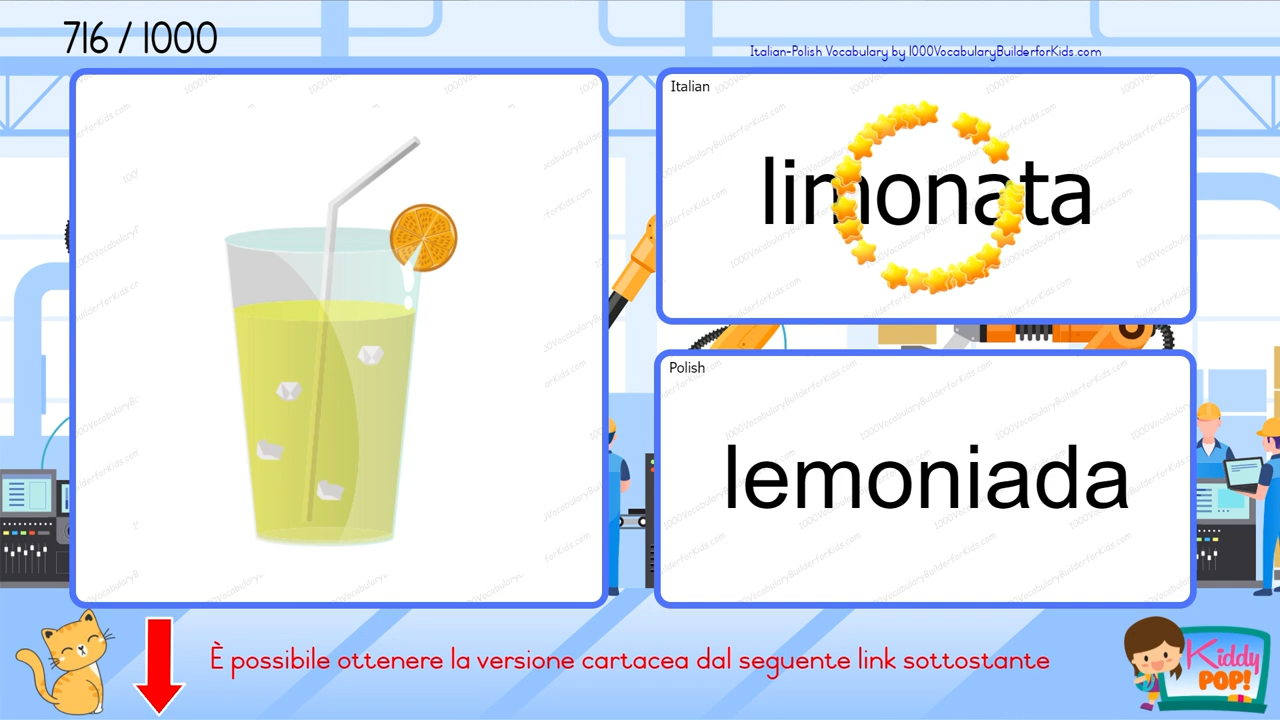 716 / 1000
Italian-Polish Vocabulary by 1000VocabularyBuilderforKids.com
Italian
limonata
Polish
lemoniada
È possibile ottenere la versione cartacea dal seguente link sottostante
Kiddy
POP!